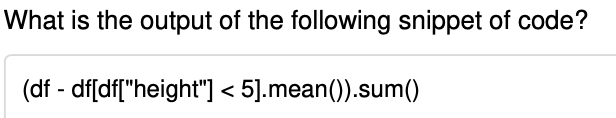 What is the output of the following snippet of code?
(df - df[df["height"] < 5].mean()).sum()